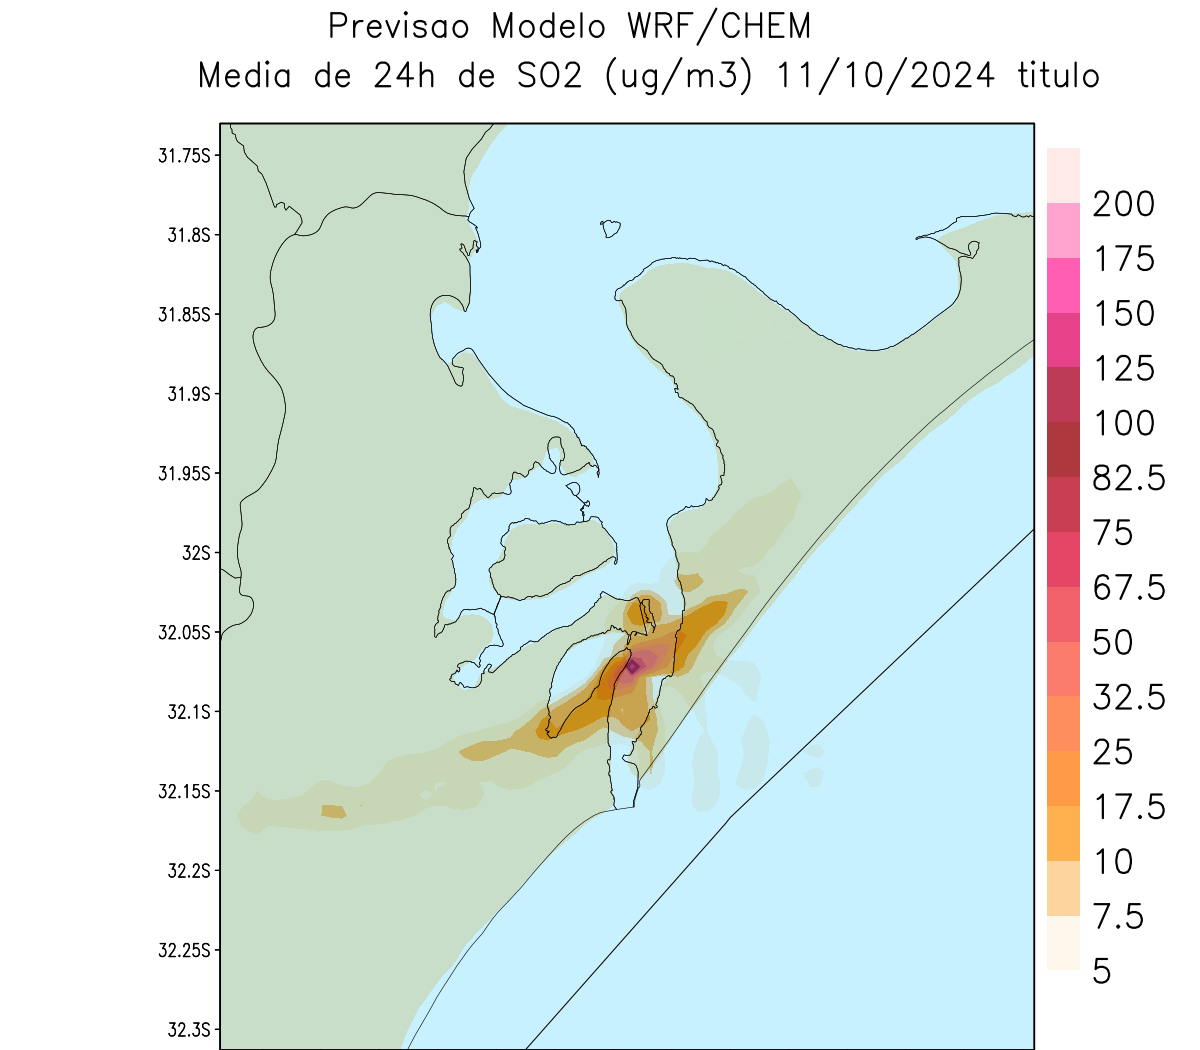 Previsao Modelo WRF/CHEM
Media de 24h de SO2 (ug/m3) 11/10/2024 titulo
31.75S
31.8S
31.85S
31.9S
31.95S
32S
32.05S
32.1S
32.15S
32.2S
32.25S
32.3S
200
175
150
125
100
82.5
75
67.5
50
32.5
25
17.5
10
7.5
5